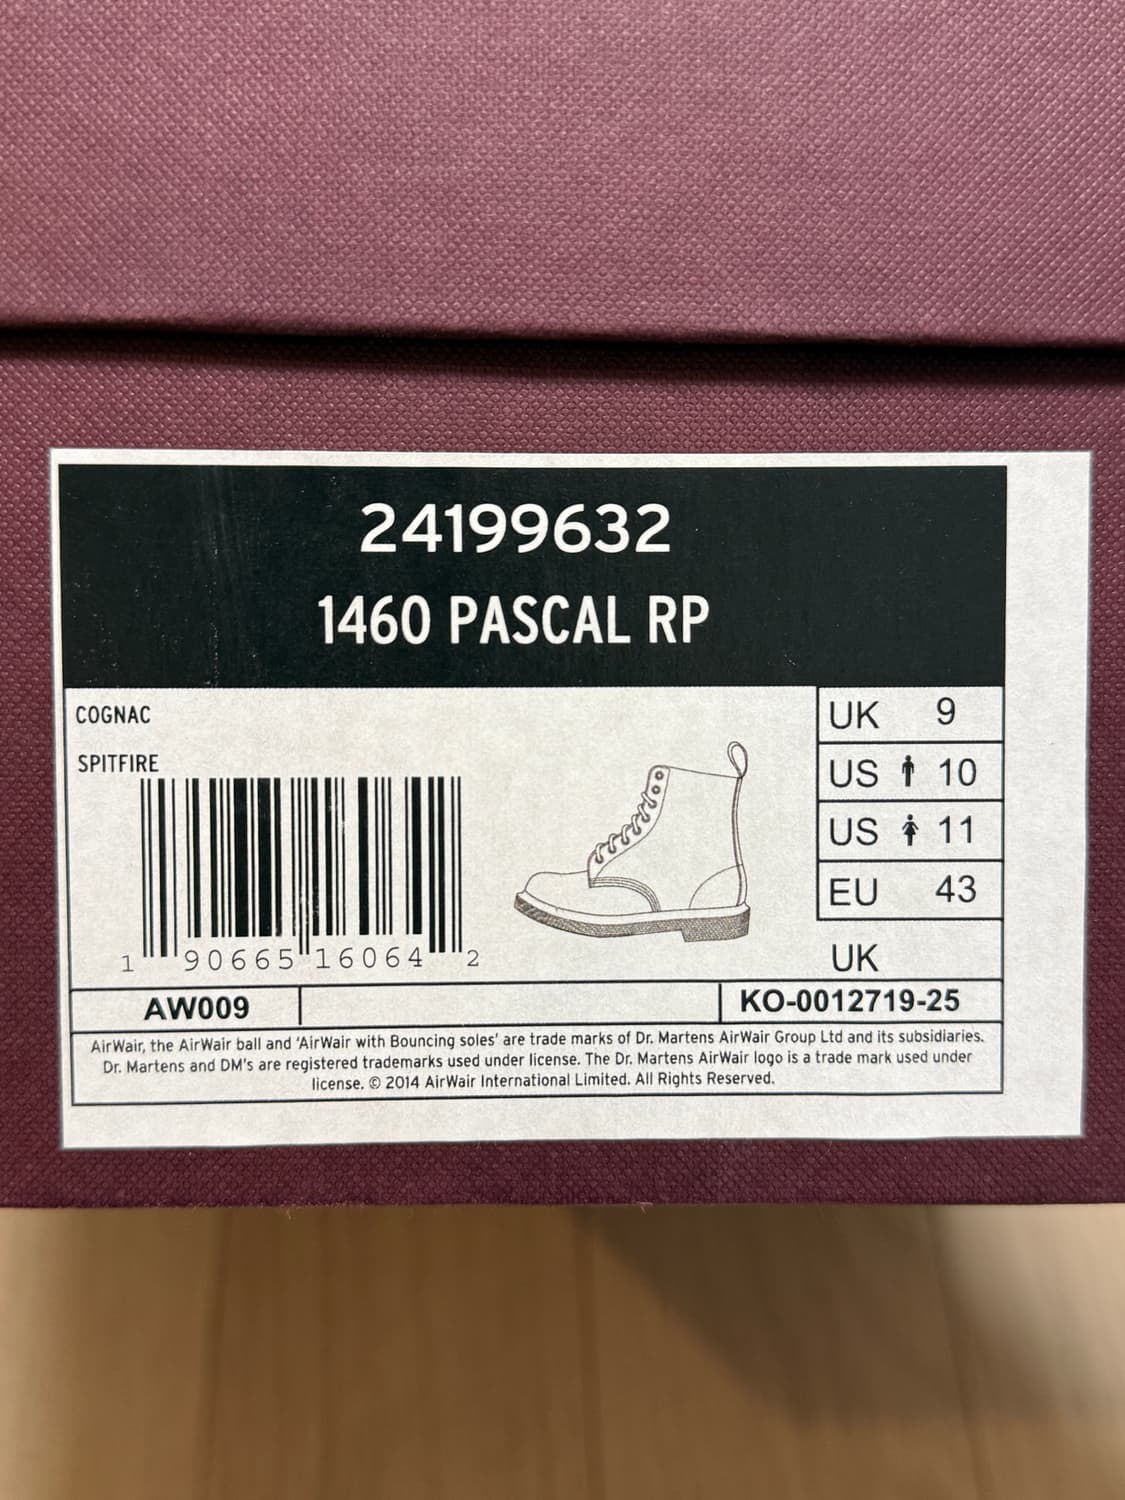 24199632
1460 PASCAL RP
COGNAC
SPITFIRE
1 90665 16064 2
UK 9
US 10
US 11
EU 43
UK
AW009
KO-0012719-25
AirWair, the AirWair ball and 'AirWair with Bouncing soles' are trade marks of Dr. Martens AirWair Group Ltd and its subsidiaries.
Dr. Martens and DM's are registered trademarks used under license. The Dr. Martens AirWair logo is a trade mark used under
license. © 2014 AirWair International Limited. All Rights Reserved.